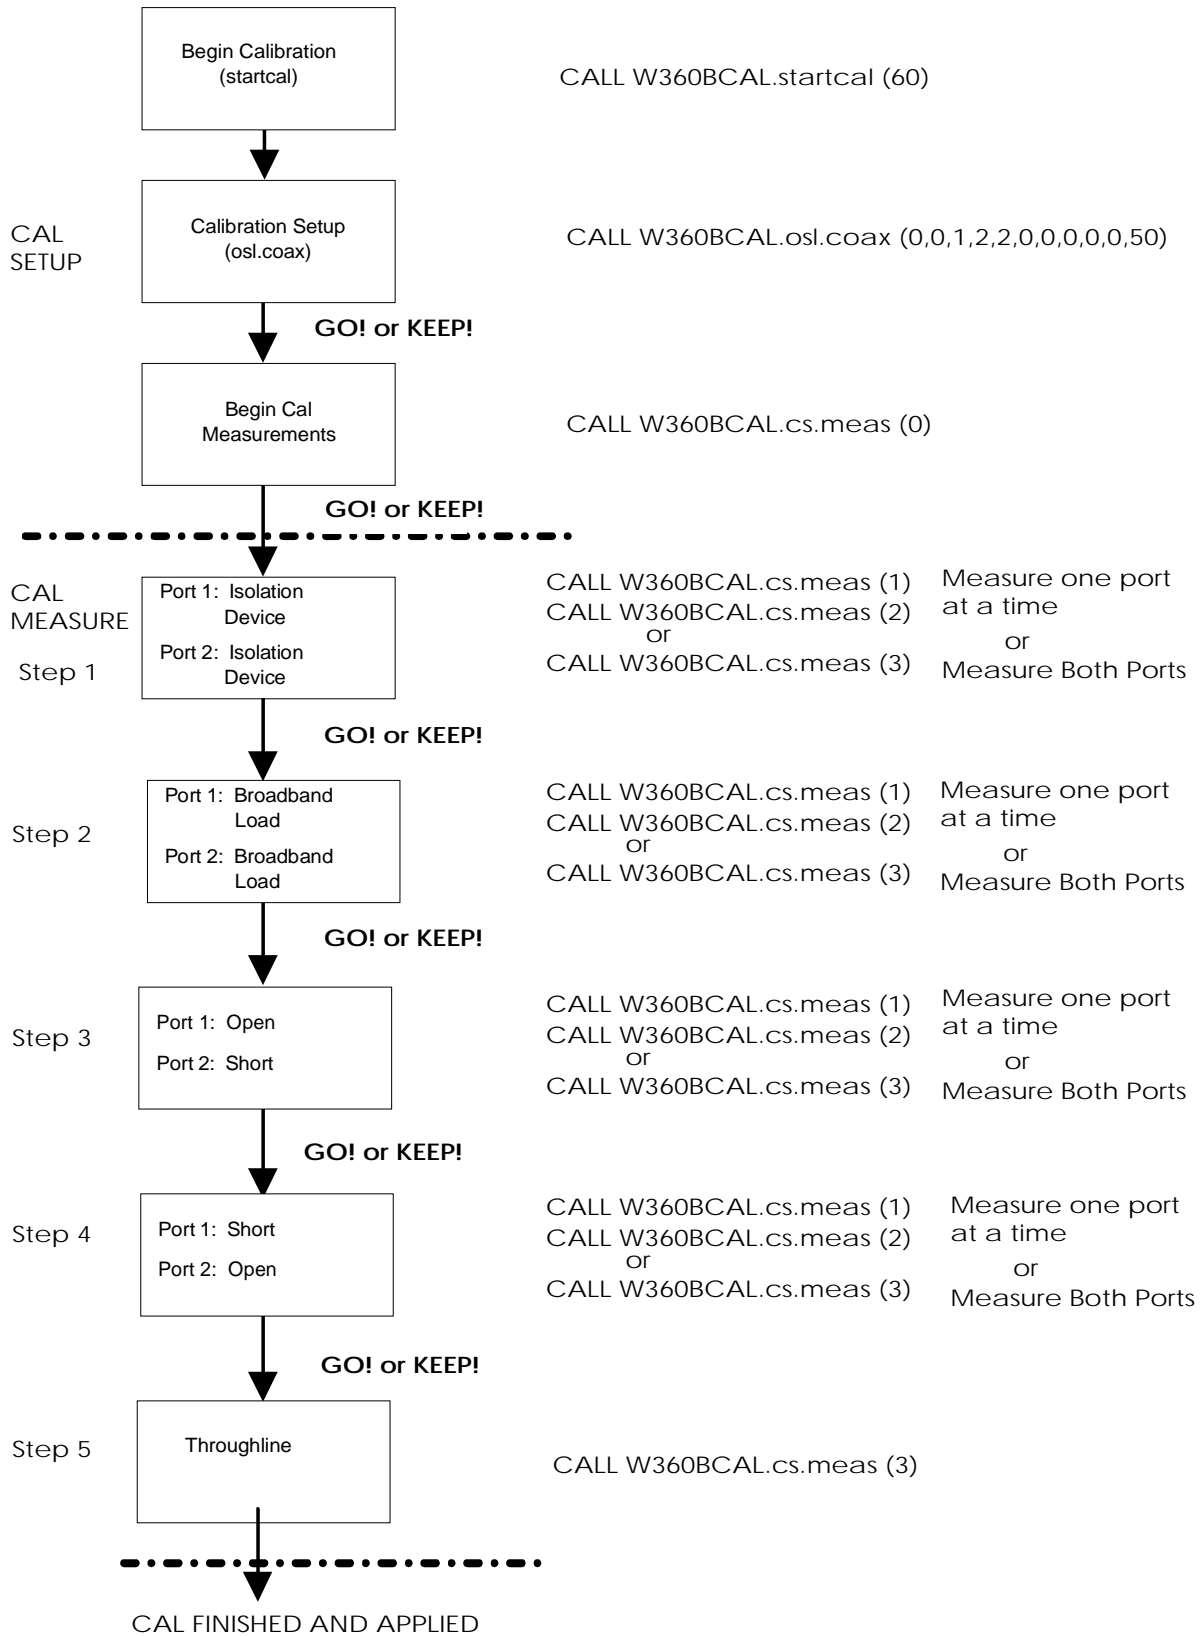 Begin Calibration
(startcal)
CALL W360BCAL.startcal (60)
CAL
SETUP
Calibration Setup
(osl.coax)
CALL W360BCAL.osl.coax (0,0,1,2,2,0,0,0,0,0,50)
GO! or KEEP!
Begin Cal
Measurements
CALL W360BCAL.cs.meas (0)
GO! or KEEP!
CAL
MEASURE
Step 1
Port 1: Isolation
Device
Port 2: Isolation
Device
CALL W360BCAL.cs.meas (1)
CALL W360BCAL.cs.meas (2)
or
CALL W360BCAL.cs.meas (3)
Measure one port
at a time
or
Measure Both Ports
GO! or KEEP!
Step 2
Port 1: Broadband
Load
Port 2: Broadband
Load
CALL W360BCAL.cs.meas (1)
CALL W360BCAL.cs.meas (2)
or
CALL W360BCAL.cs.meas (3)
Measure one port
at a time
or
Measure Both Ports
GO! or KEEP!
Step 3
Port 1: Open
Port 2: Short
CALL W360BCAL.cs.meas (1)
CALL W360BCAL.cs.meas (2)
or
CALL W360BCAL.cs.meas (3)
Measure one port
at a time
or
Measure Both Ports
GO! or KEEP!
Step 4
Port 1: Short
Port 2: Open
CALL W360BCAL.cs.meas (1)
CALL W360BCAL.cs.meas (2)
or
CALL W360BCAL.cs.meas (3)
Measure one port
at a time
or
Measure Both Ports
GO! or KEEP!
Step 5
Throughline
CALL W360BCAL.cs.meas (3)
CAL FINISHED AND APPLIED